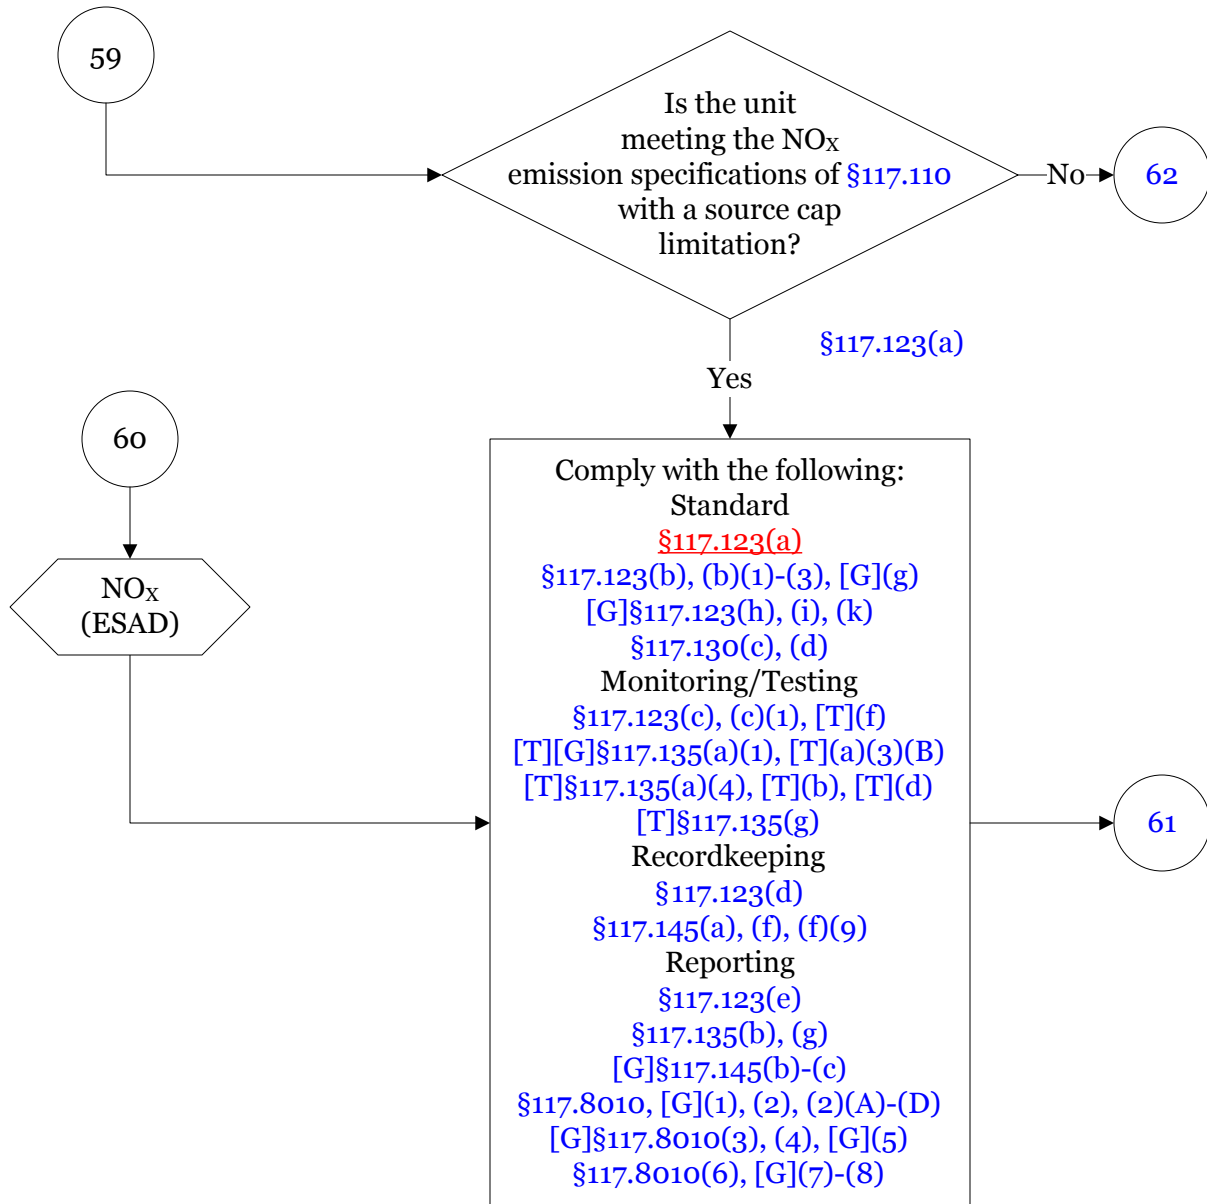 59
Is the unit
meeting the NOx
emission specifications of §117.110
with a source cap
limitation?
No
62
§117.123(a)
Yes
60
NOx
(ESAD)
Comply with the following:
Standard
§117.123(a)
§117.123(b), (b)(1)-(3), [G](g)
[G]§117.123(h), (i), (k)
§117.130(c), (d)
Monitoring/Testing
§117.123(c), (c)(1), [T](f)
[T][G]§117.135(a)(1), [T](a)(3)(B)
[T]§117.135(a)(4), [T](b), [T](d)
[T]§117.135(g)
Recordkeeping
§117.123(d)
§117.145(a), (f), (f)(9)
Reporting
§117.123(e)
§117.135(b), (g)
[G]§117.145(b)-(c)
§117.8010, [G](1), (2), (2)(A)-(D)
[G]§117.8010(3), (4), [G](5)
§117.8010(6), [G](7)-(8)
61